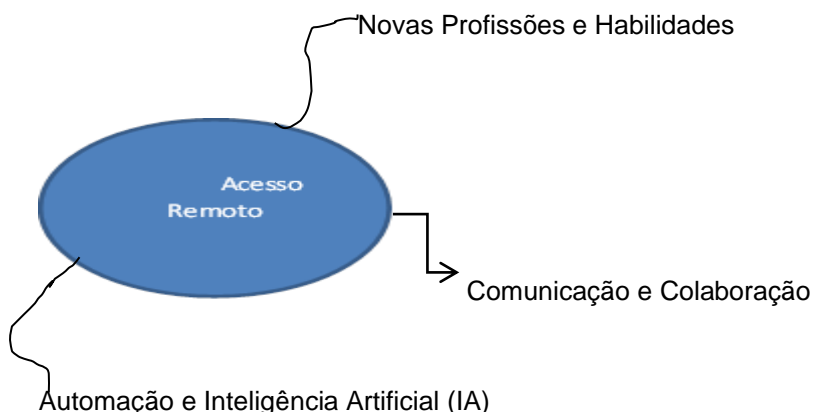 Novas Profissões e Habilidades
Acesso
Remoto
Comunicação e Colaboração
Automação e Inteligência Artificial (IA)